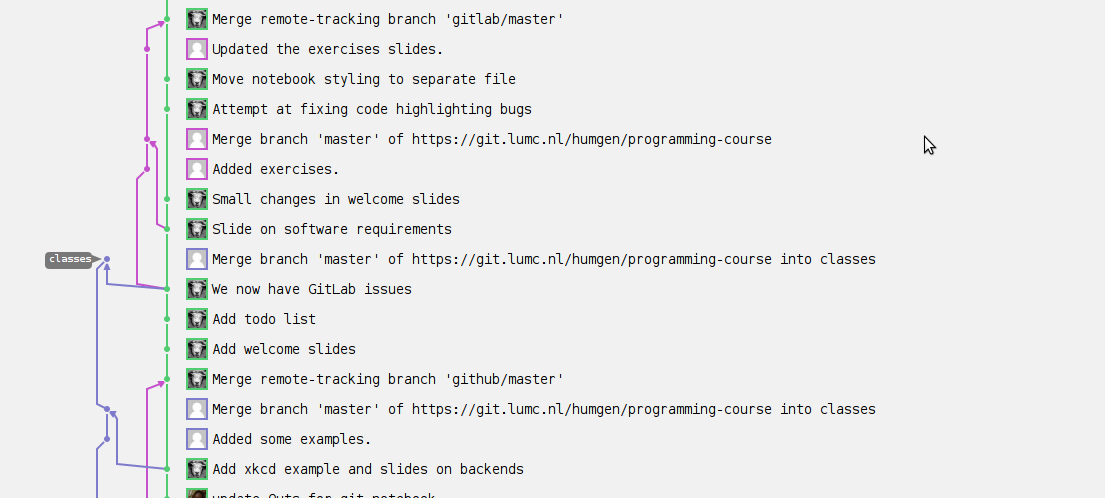 Merge remote-tracking branch 'gitlab/master'
Updated the exercises slides.
Move notebook styling to separate file
Attempt at fixing code highlighting bugs
Merge branch 'master' of https://git.lumc.nl/humgen/programming-course
Added exercises.
Small changes in welcome slides
Slide on software requirements
classes Merge branch 'master' of https://git.lumc.nl/humgen/programming-course into classes
We now have GitLab issues
Add todo list
Add welcome slides
Merge remote-tracking branch 'github/master'
Merge branch 'master' of https://git.lumc.nl/humgen/programming-course into classes
Added some examples.
Add xkcd example and slides on backends
update Outs for git notebook